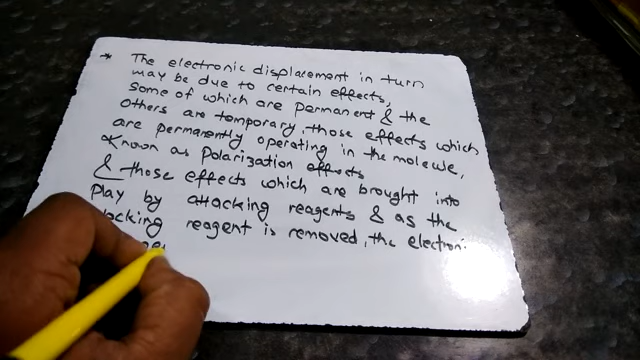 * The electronic displacement in turn
may be due to certain effects,
some of which are permanent & the
others are temporary, those effects which
are permanently operating in the molecule,
known as Polarization effects
& those effects which are brought into
Play by attacking reagents & as the
reagent is removed, the electroni